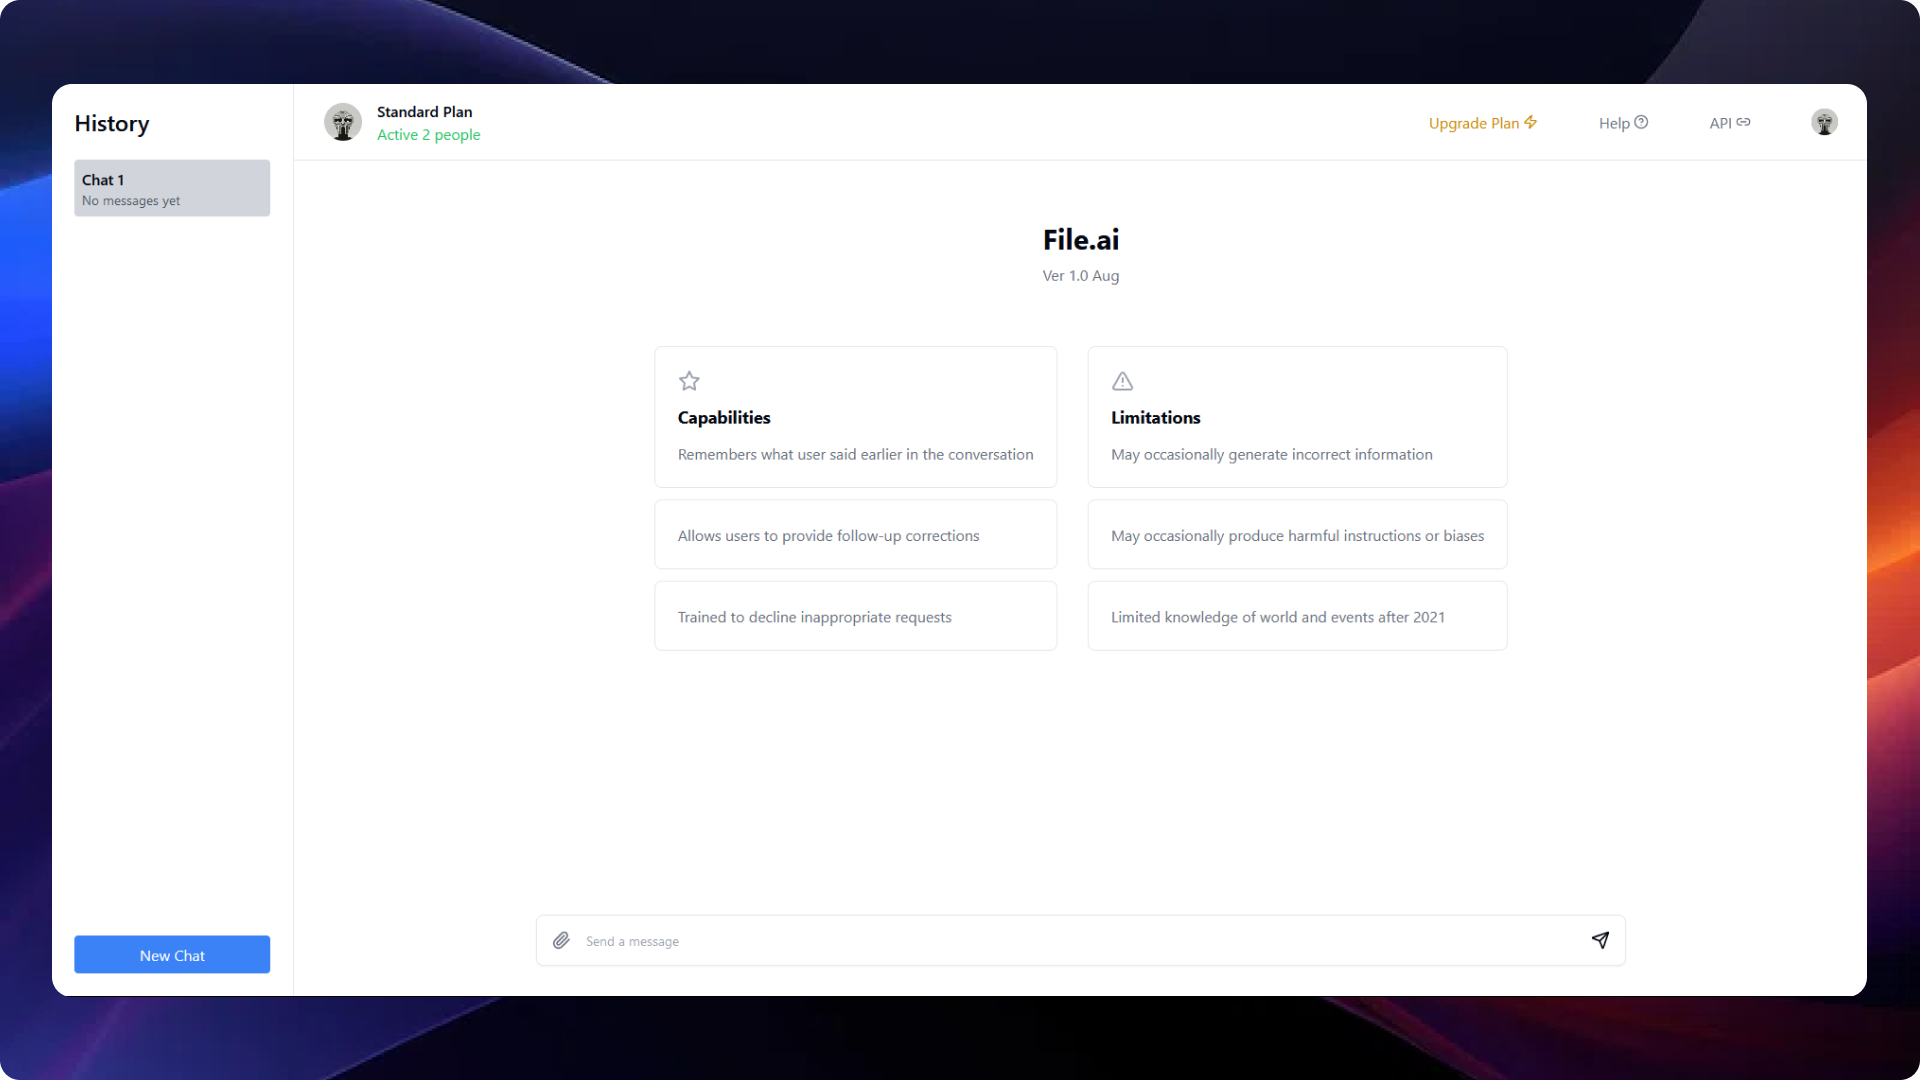 History
Chat 1
No messages yet
New Chat
Standard Plan
Active 2 people
Upgrade Plan
Help
API
File.ai
Ver 1.0 Aug
Capabilities
Remembers what user said earlier in the conversation
Allows users to provide follow-up corrections
Trained to decline inappropriate requests
Limitations
May occasionally generate incorrect information
May occasionally produce harmful instructions or biases
Limited knowledge of world and events after 2021
Send a message